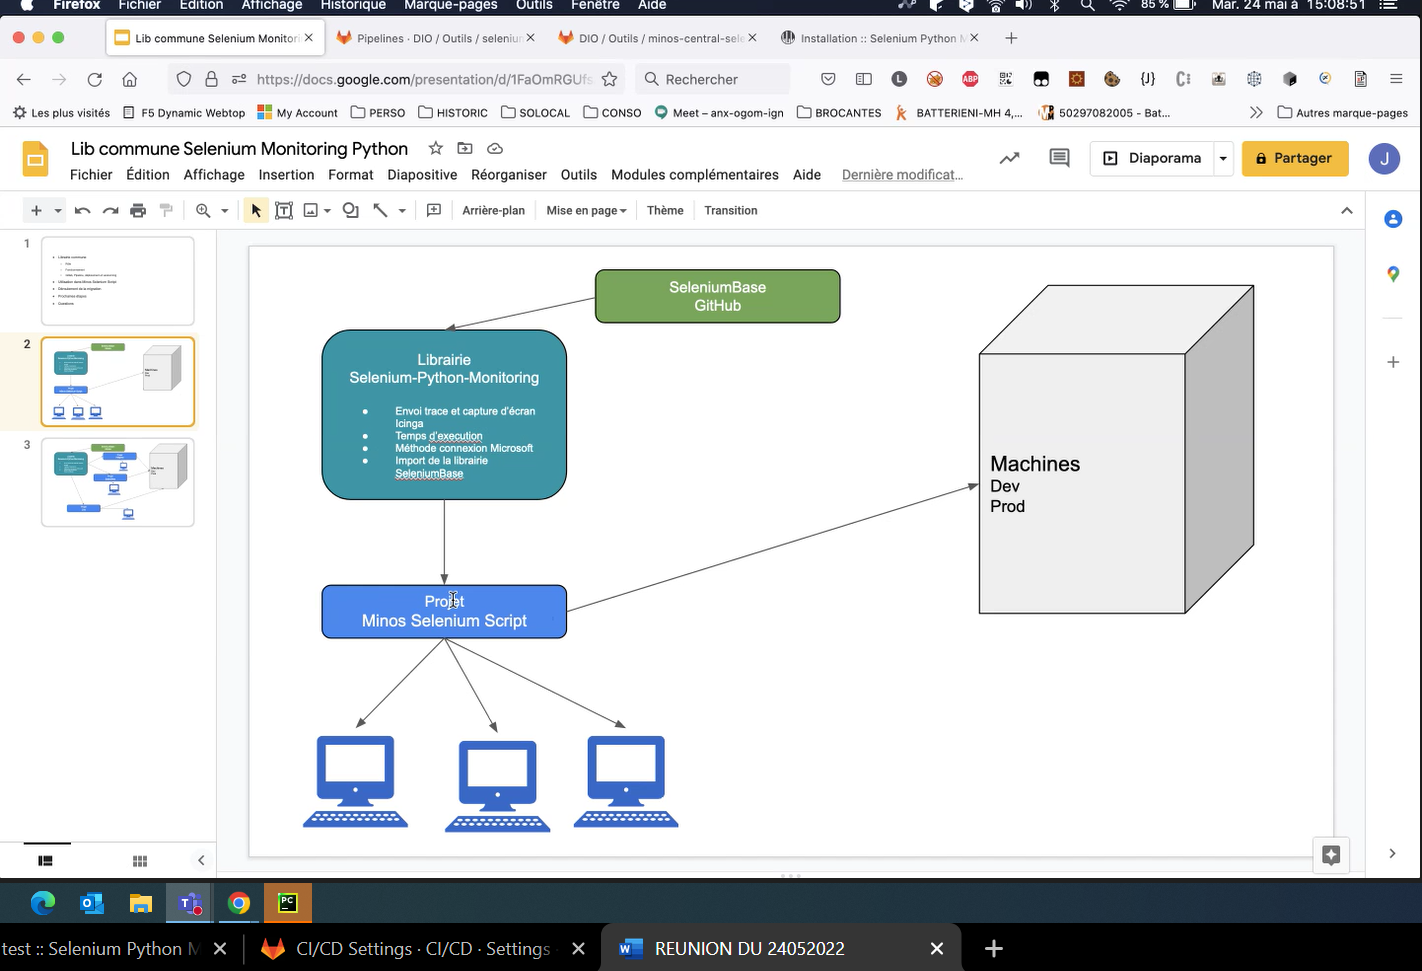 Firefox Fichier Édition Affichage Historique Marque-pages Outils Fenêtre Aide 85 % Mar. 24 mai à 15:08:51
Lib commune Selenium Monitori
Pipelines · DIO / Outils / seleniun
DIO / Outils / minos-central-sele
Installation :: Selenium Python M
https://docs.google.com/presentation/d/1FaOmRGUfs
Rechercher
L
ABP
Les plus visités F5 Dynamic Webtop My Account PERSO HISTORIC SOLOCAL CONSO Meet – anx-ogom-ign BROCANTES BATTERIENI-MH 4,... 50297082005 - Bat... Autres marque-pages
Lib commune Selenium Monitoring Python
Fichier Édition Affichage Insertion Format Diapositive Réorganiser Outils Modules complémentaires Aide Dernière modificat...
Diaporama
Partager
J
Arrière-plan Mise en page Thème Transition
1
2
3
SeleniumBase
GitHub
Librairie
Selenium-Python-Monitoring
● Envoi trace et capture d'écran
Icinga
● Temps d'execution
● Méthode connexion Microsoft
● Import de la librairie
SeleniumBase
Machines
Dev
Prod
Projet
Minos Selenium Script
T
PC
test :: Selenium Python M
CI/CD Settings · CI/CD · Settings
REUNION DU 24052022